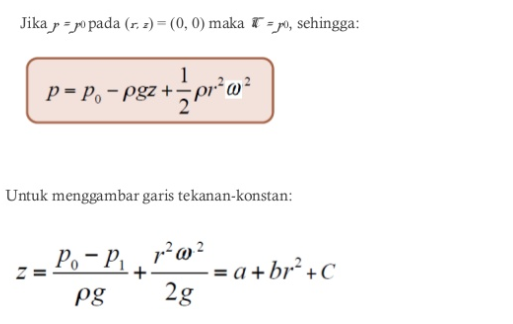 Jika p = p0 pada (r, z) = (0, 0) maka C = p0, sehingga:
p = p₀ − ρgz + 1/2 ρr²ω²
Untuk menggambar garis tekanan-konstan:
z = (p₀ − p₁)/(ρg) + (r²ω²)/(2g) = a + br² + C